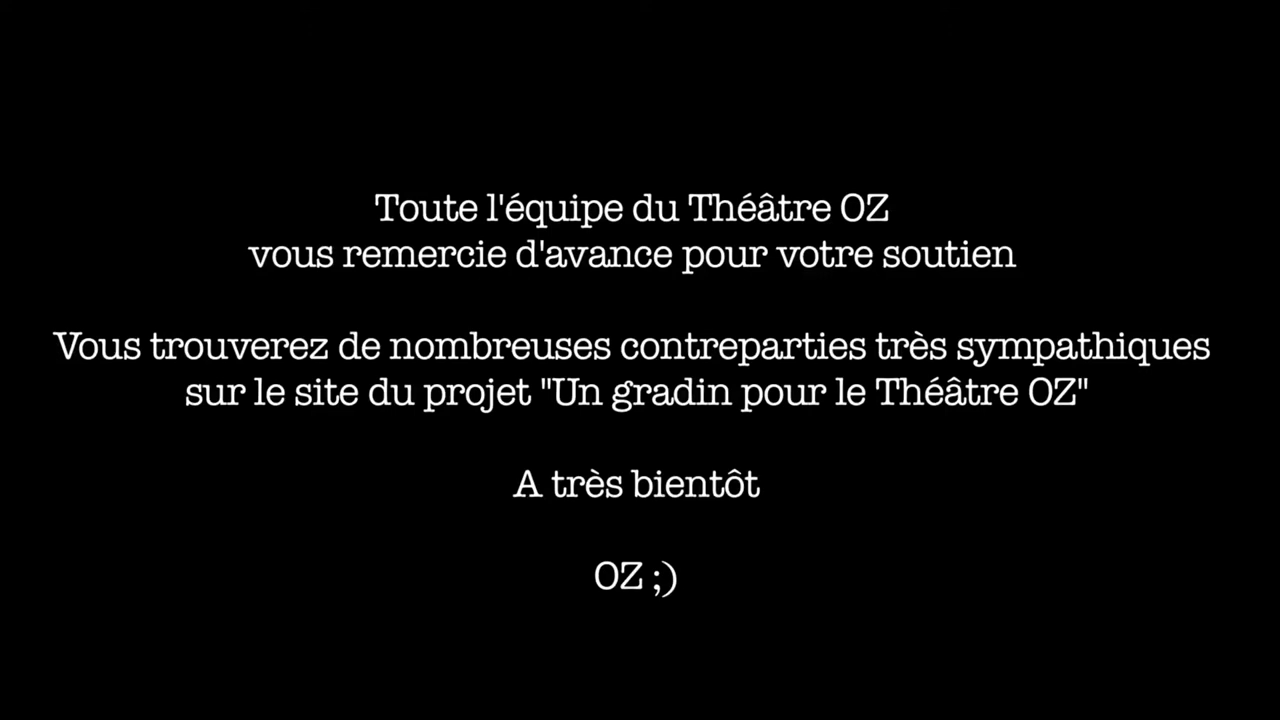 Toute l'équipe du Théâtre OZ
vous remercie d'avance pour votre soutien
Vous trouverez de nombreuses contreparties très sympathiques
sur le site du projet "Un gradin pour le Théâtre OZ"
A très bientôt
OZ ;)